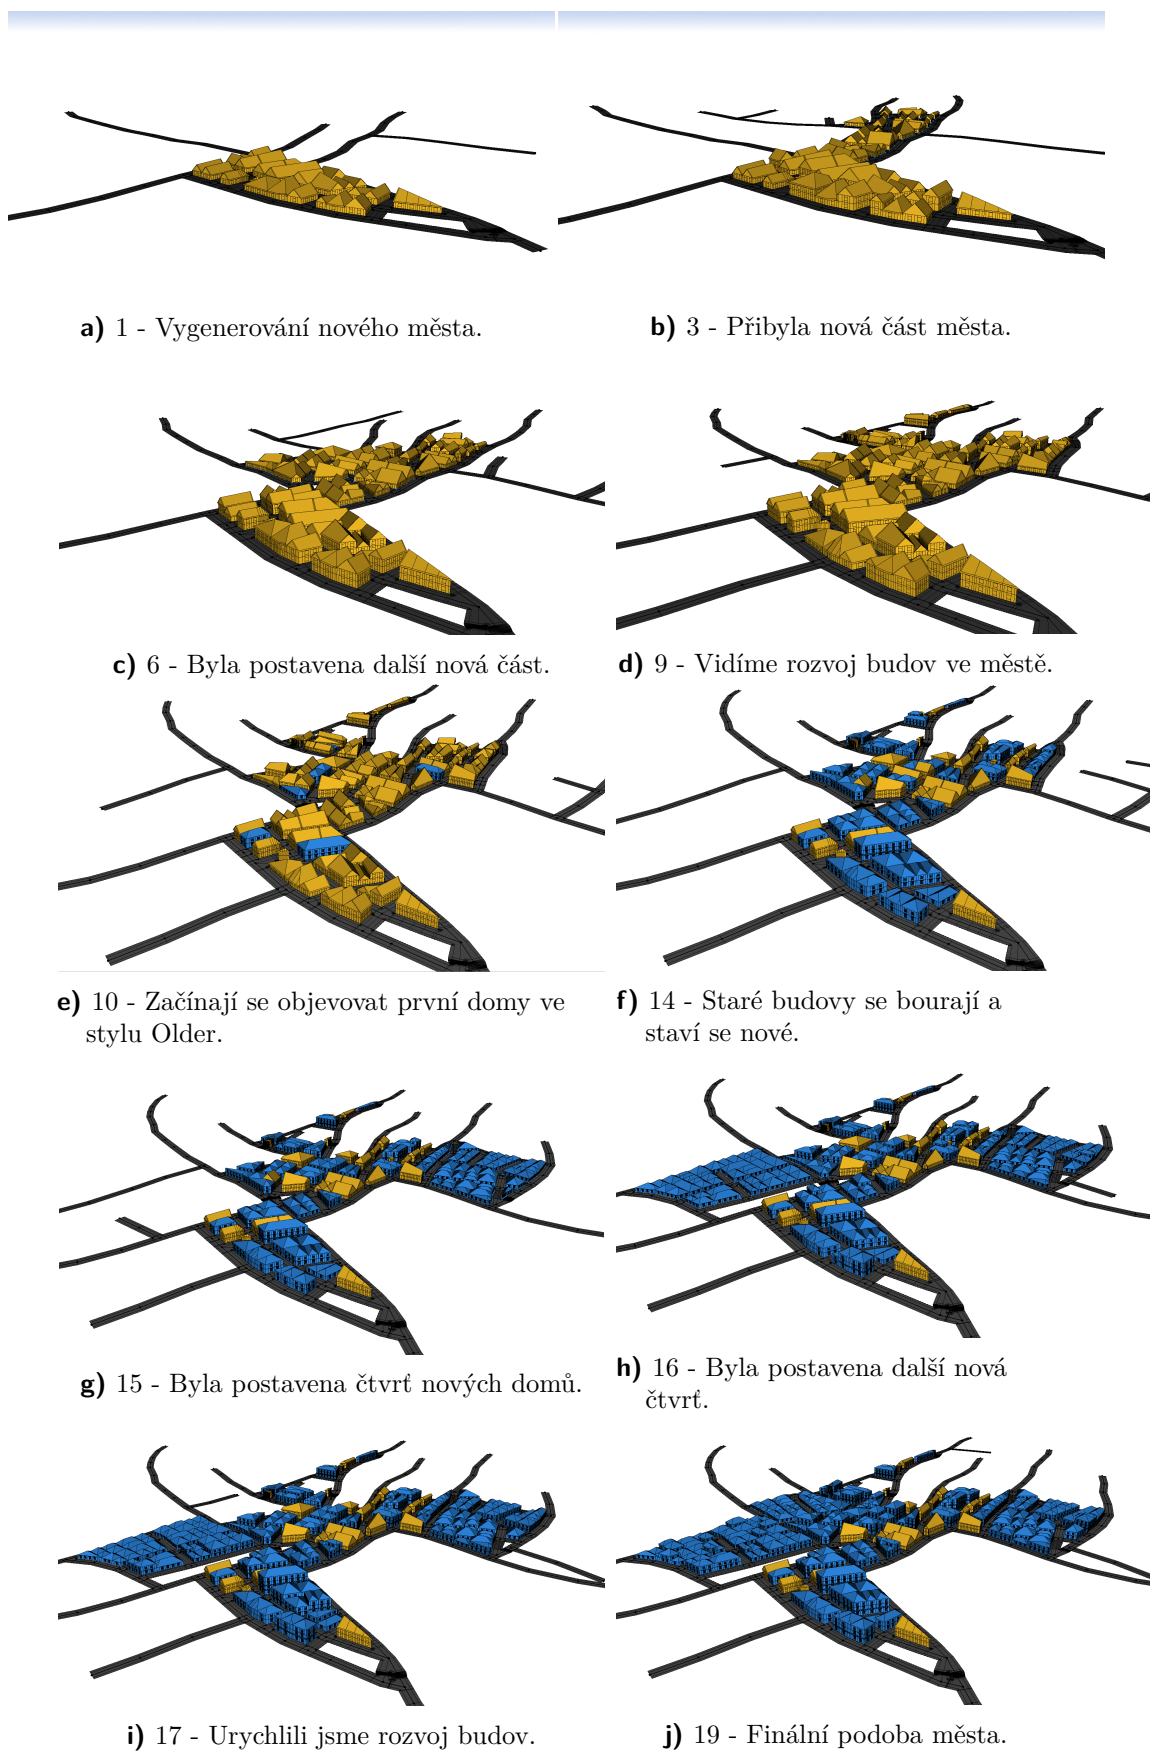 a) 1 - Vygenerování nového města.
b) 3 - Přibyla nová část města.
c) 6 - Byla postavena další nová část.
d) 9 - Vidíme rozvoj budov ve městě.
e) 10 - Začínají se objevovat první domy ve
stylu Older.
f) 14 - Staré budovy se bourají a
staví se nové.
g) 15 - Byla postavena čtvrť nových domů.
h) 16 - Byla postavena další nová
čtvrť.
i) 17 - Urychlili jsme rozvoj budov.
j) 19 - Finální podoba města.